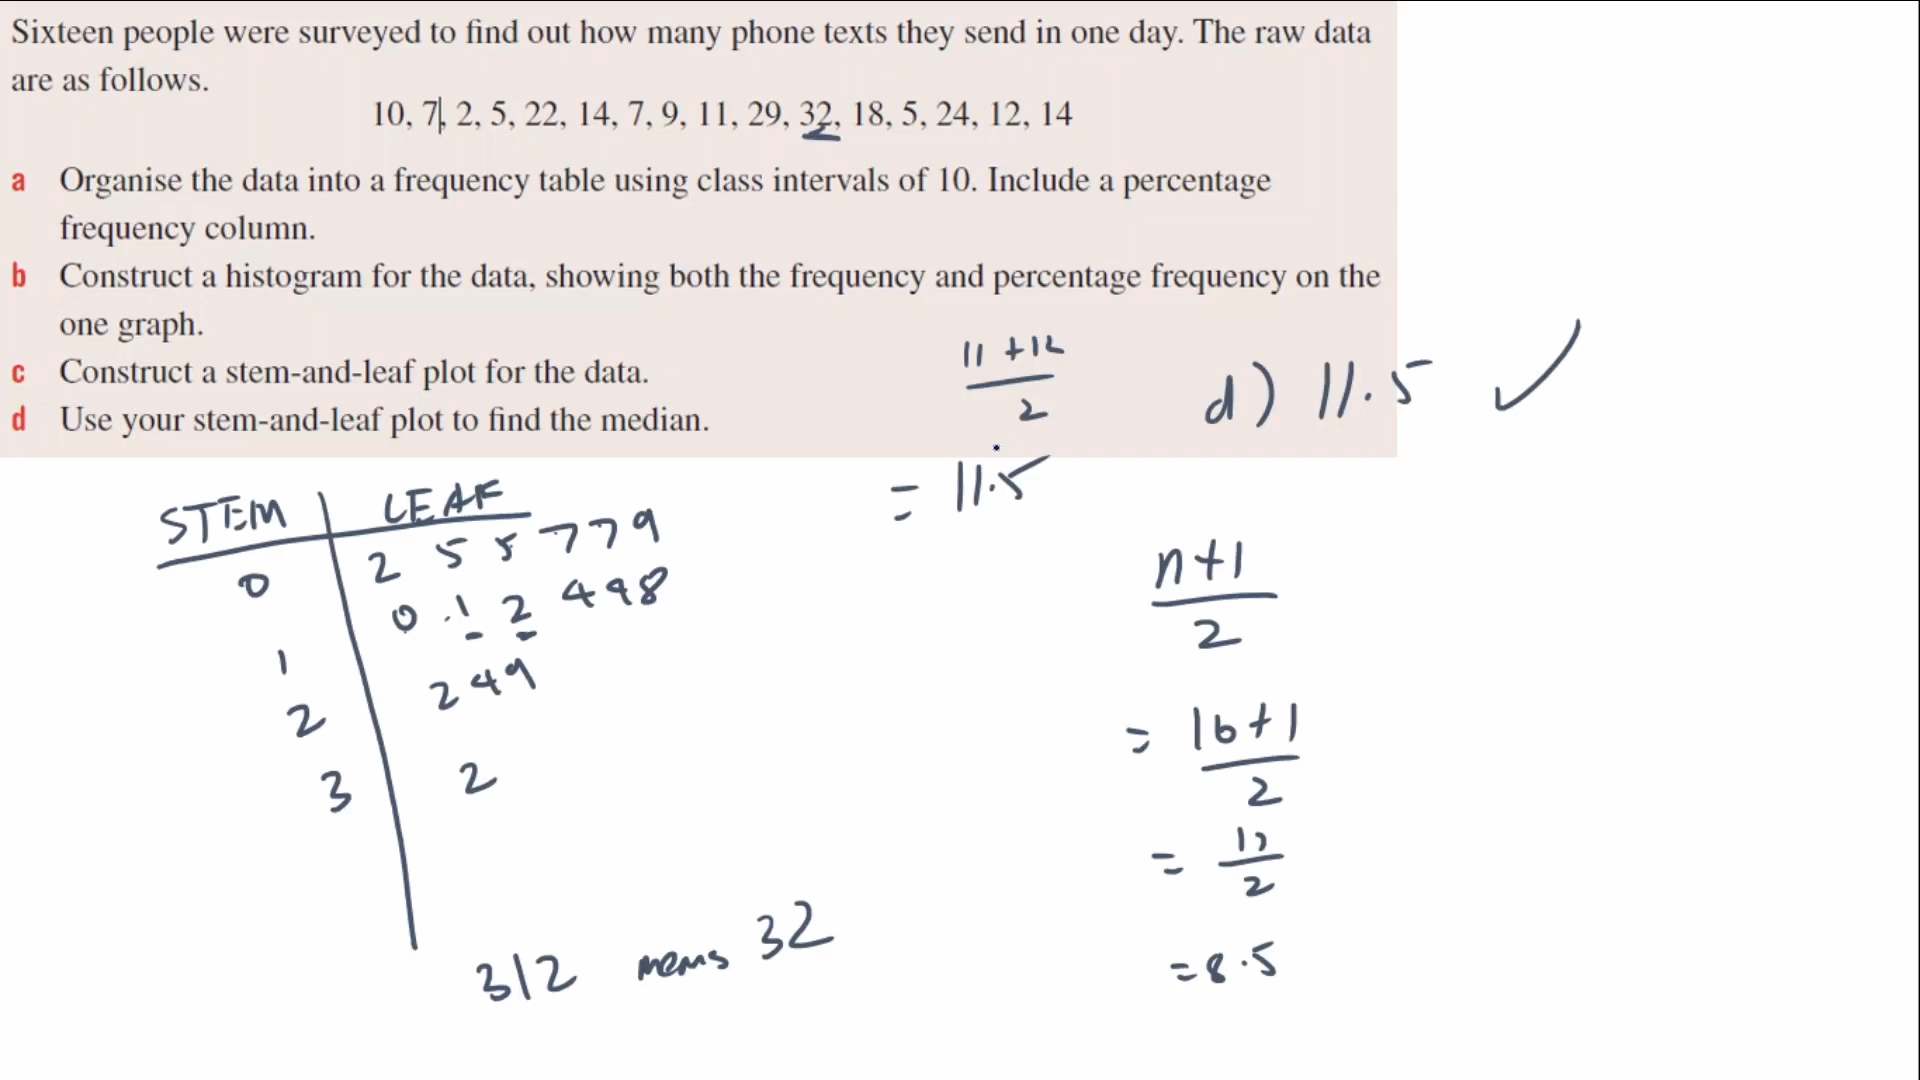 Sixteen people were surveyed to find out how many phone texts they send in one day. The raw data
are as follows.
10, 7, 2, 5, 22, 14, 7, 9, 11, 29, 32, 18, 5, 24, 12, 14
a Organise the data into a frequency table using class intervals of 10. Include a percentage
frequency column.
b Construct a histogram for the data, showing both the frequency and percentage frequency on the
one graph.
c Construct a stem-and-leaf plot for the data.
d Use your stem-and-leaf plot to find the median.
11 + 12
2
= 11.5
d) 11.5 ✓
STEM | LEAF
0 | 2 5 5 7 7 9
1 | 0 1 2 4 4 8
2 | 2 4 9
3 | 2
3|2 means 32
n+1
2
= 16+1
2
= 17
2
= 8.5